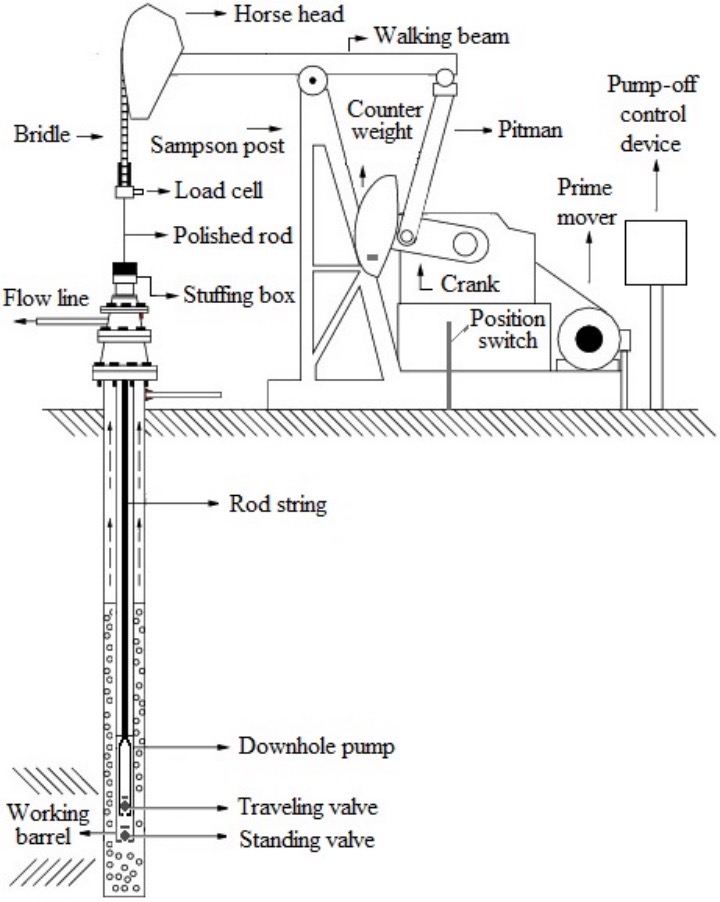 Horse head
Walking beam
Pump-off
control
device
Counter
weight
Bridle
Sampson post
Pitman
Load cell
Prime
mover
Polished rod
Crank
Flow line
Stuffing box
Position
switch
Rod string
Downhole pump
Working
barrel
Traveling valve
Standing valve